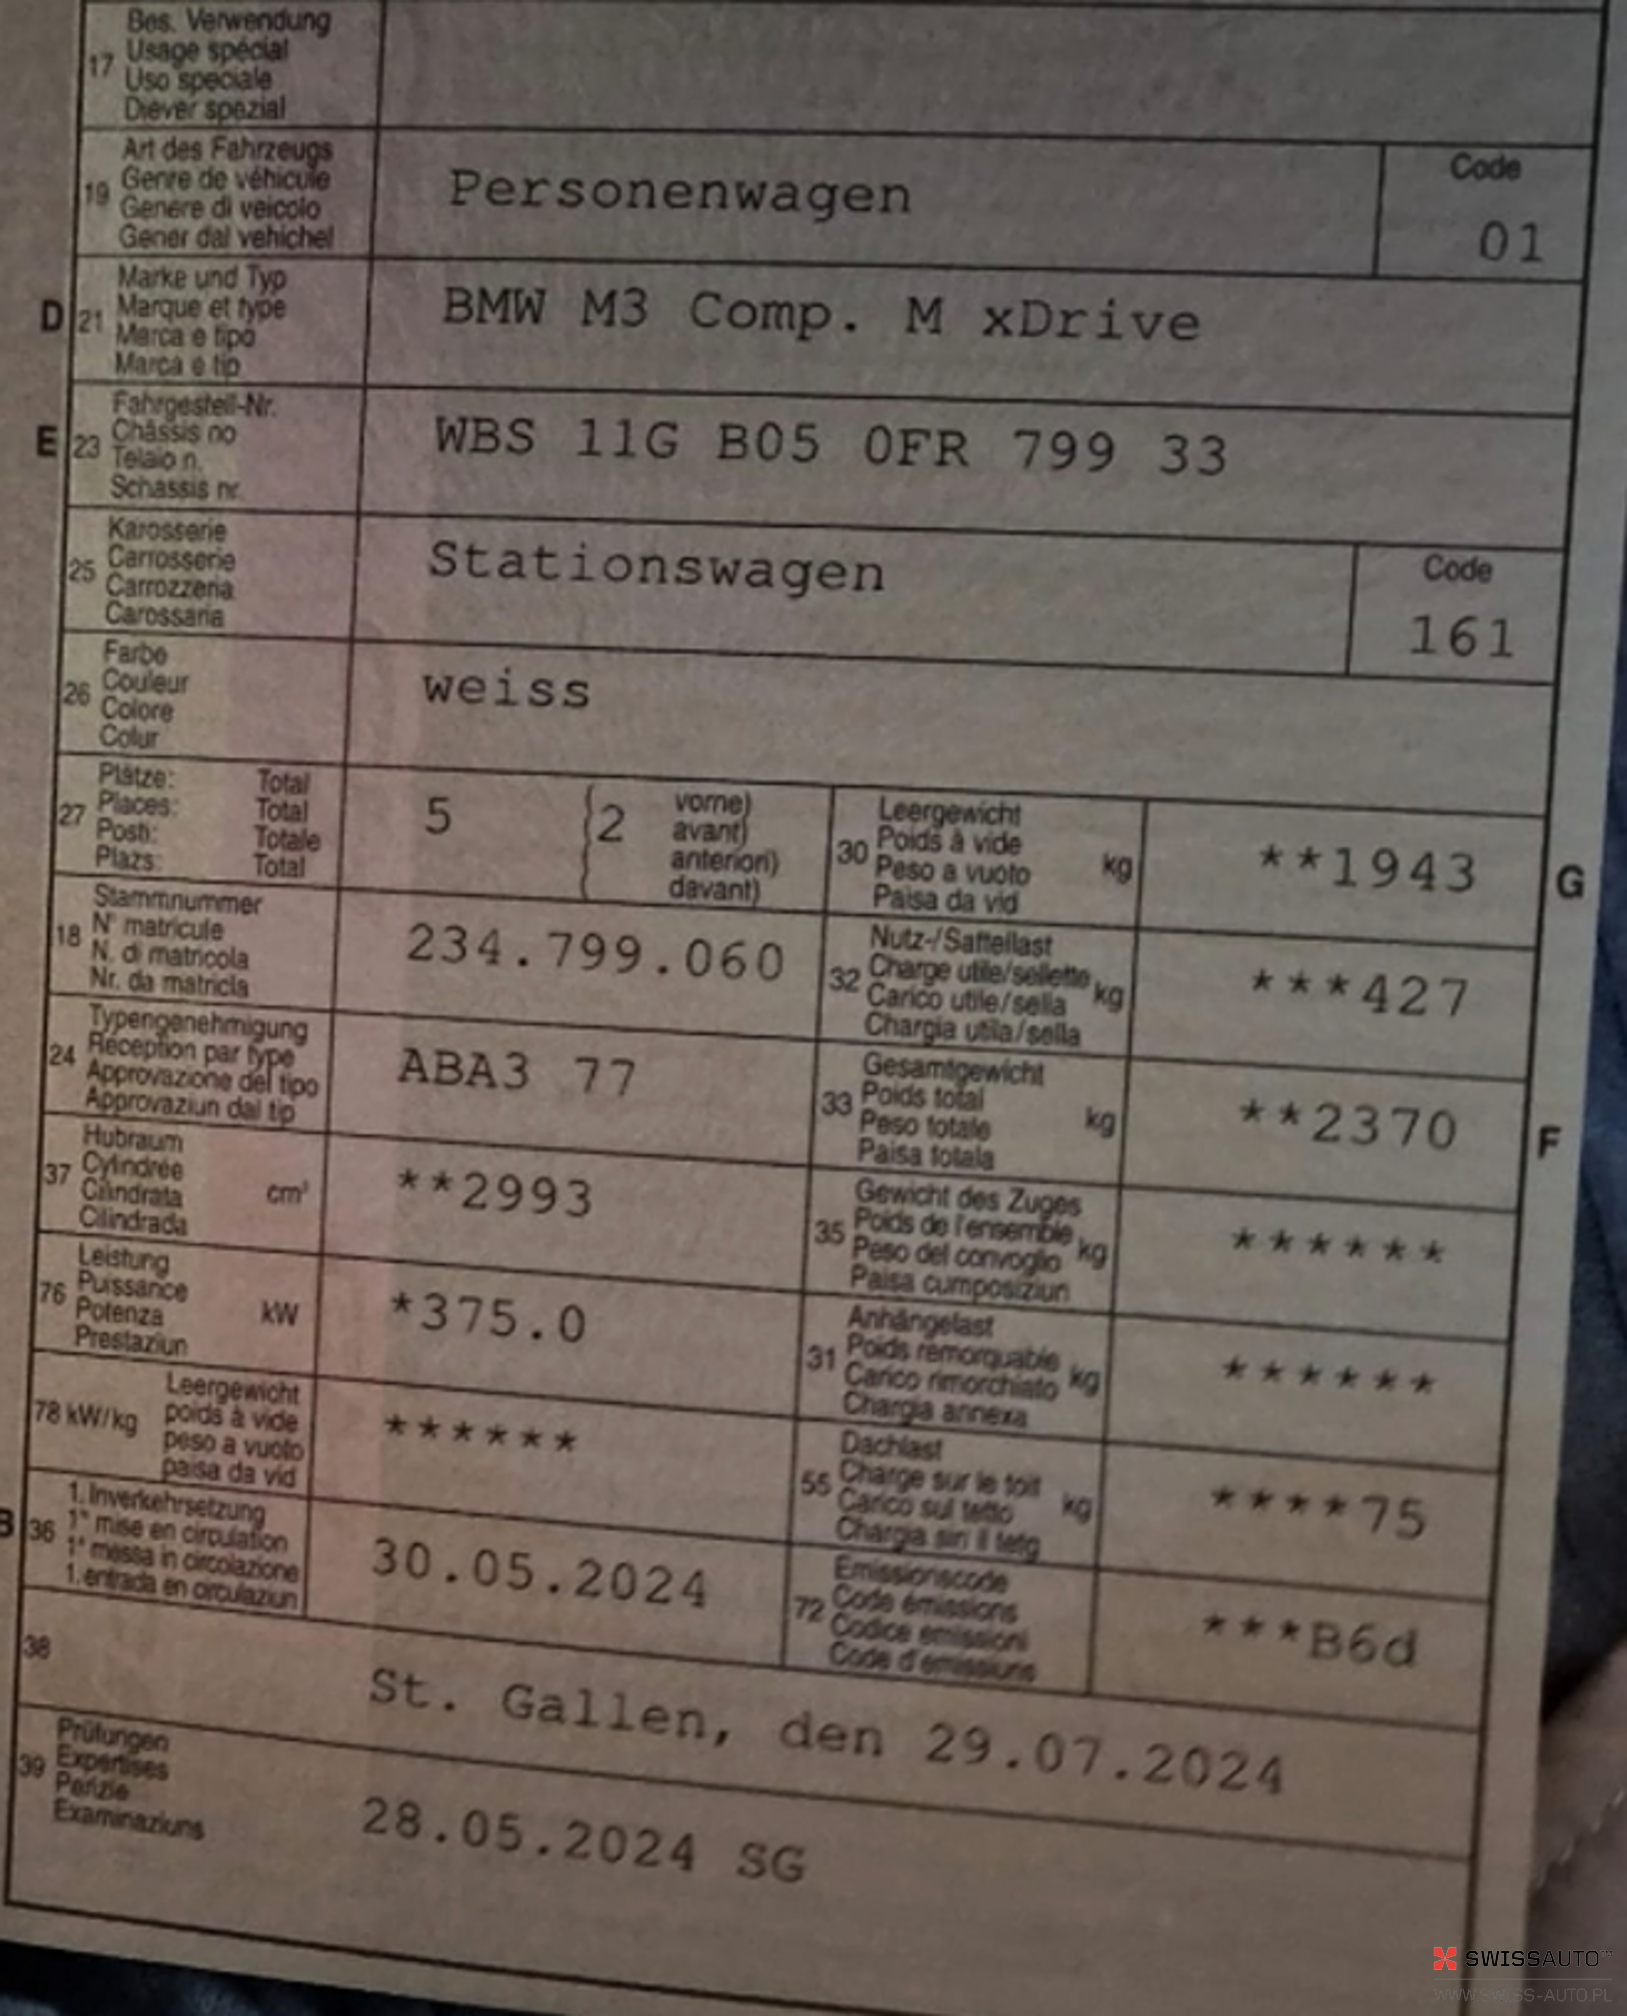 17 Bes. Verwendung
Usage spécial
Uso speciale
Diever spezial
19 Art des Fahrzeugs
Genre de véhicule
Genere di veicolo
Gener dal vehichel
Personenwagen
Code
01
D 21 Marke und Typ
Marque et type
Marca e tipo
Marca e tip
BMW M3 Comp. M xDrive
E 23 Fahrgestell-Nr.
Châssis no
Telaio n.
Schassis nr.
WBS 11G B05 0FR 799 33
25 Karosserie
Carrosserie
Carrozzeria
Carossaria
Stationswagen
Code
161
26 Farbe
Couleur
Colore
Colur
weiss
27 Plätze: Total
Places: Total
Posti: Totale
Plazs: Total
5 2 vorne)
avant)
anteriori)
davant)
30 Leergewicht
Poids à vide
Peso a vuoto
Paisa da vid
kg **1943 G
18 Stammnummer
N° matricule
N. di matricola
Nr. da matricla
234.799.060
32 Nutz-/Sattellast
Charge utile/sellette
Carico utile/sella
Chargia utila/sella
kg ***427
24 Typengenehmigung
Réception par type
Approvazione del tipo
Approvaziun dal tip
ABA3 77
33 Gesamtgewicht
Poids total
Peso totale
Paisa totala
kg **2370 F
37 Hubraum
Cylindrée
Cilindrata
Cilindrada
cm³ **2993
35 Gewicht des Zuges
Poids de l'ensemble
Peso del convoglio
Paisa cumposiziun
kg ******
76 Leistung
Puissance
Potenza
Prestaziun
kW *375.0
31 Anhängelast
Poids remorquable
Carico rimorchiato
Chargia annexa
kg ******
78 kW/kg Leergewicht
poids à vide
peso a vuoto
paisa da vid
******
55 Dachlast
Charge sur le toit
Carico sul tetto
Chargia sin il tetg
kg ****75
B 36 1. Inverkehrsetzung
1ʳᵉ mise en circulation
1ª messa in circolazione
1. entrada en circulaziun
30.05.2024
72 Emissionscode
Code émissions
Codice emissioni
Code d'emissiuns
***B6d
38
St. Gallen, den 29.07.2024
39 Prüfungen
Expertises
Perizie
Examinaziuns
28.05.2024 SG
SWISSAUTO
WWW.SWISS-AUTO.PL